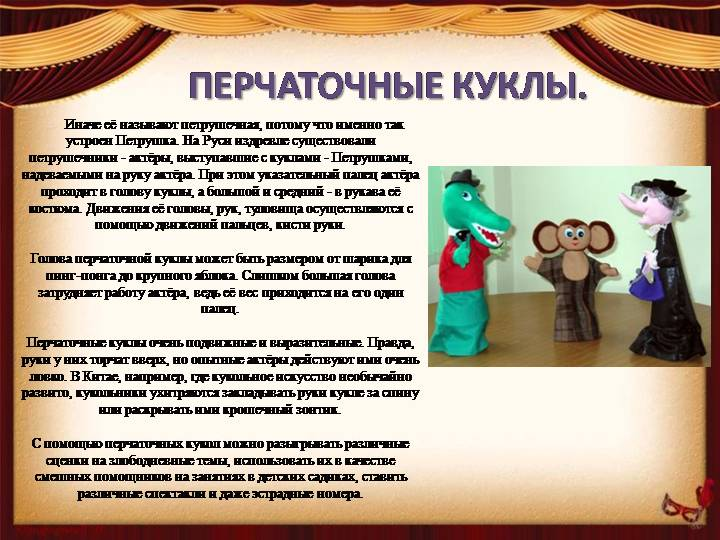 ПЕРЧАТОЧНЫЕ КУКЛЫ.
Иначе её называют петрушечная, потому что именно так
устроен Петрушка. На Руси издревле существовали
петрушечники - актёры, выступавшие с куклами - Петрушками,
надеваемыми на руку актёра. При этом указательный палец актёра
проходит в голову куклы, а большой и средний - в рукава её
костюма. Движения её головы, рук, туловища осуществляются с
помощью движений пальцев, кисти руки.
Голова перчаточной куклы может быть размером от шарика для
пинг-понга до крупного яблока. Слишком большая голова
затрудняет работу актёра, ведь её вес приходится на его один
палец.
Перчаточные куклы очень подвижные и выразительные. Правда,
руки у них торчат вверх, но опытные актёры действуют ими очень
ловко. В Китае, например, где кукольное искусство необычайно
развито, кукольники ухитряются закладывать руки кукле за спину
или раскрывать ими крошечный зонтик.
С помощью перчаточных кукол можно разыгрывать различные
сценки на злободневные темы, использовать их в качестве
смешных помощников на занятиях в детских садиках, ставить
различные спектакли и даже эстрадные номера.